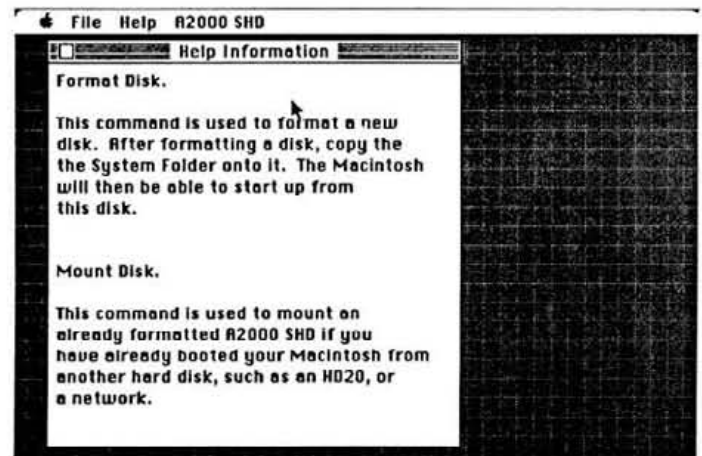 File Help A2000 SHD
Help Information
Format Disk.
This command is used to format a new
disk. After formatting a disk, copy the
the System Folder onto it. The Macintosh
will then be able to start up from
this disk.
Mount Disk.
This command is used to mount an
already formatted A2000 SHD if you
have already booted your Macintosh from
another hard disk, such as an HD20, or
a network.